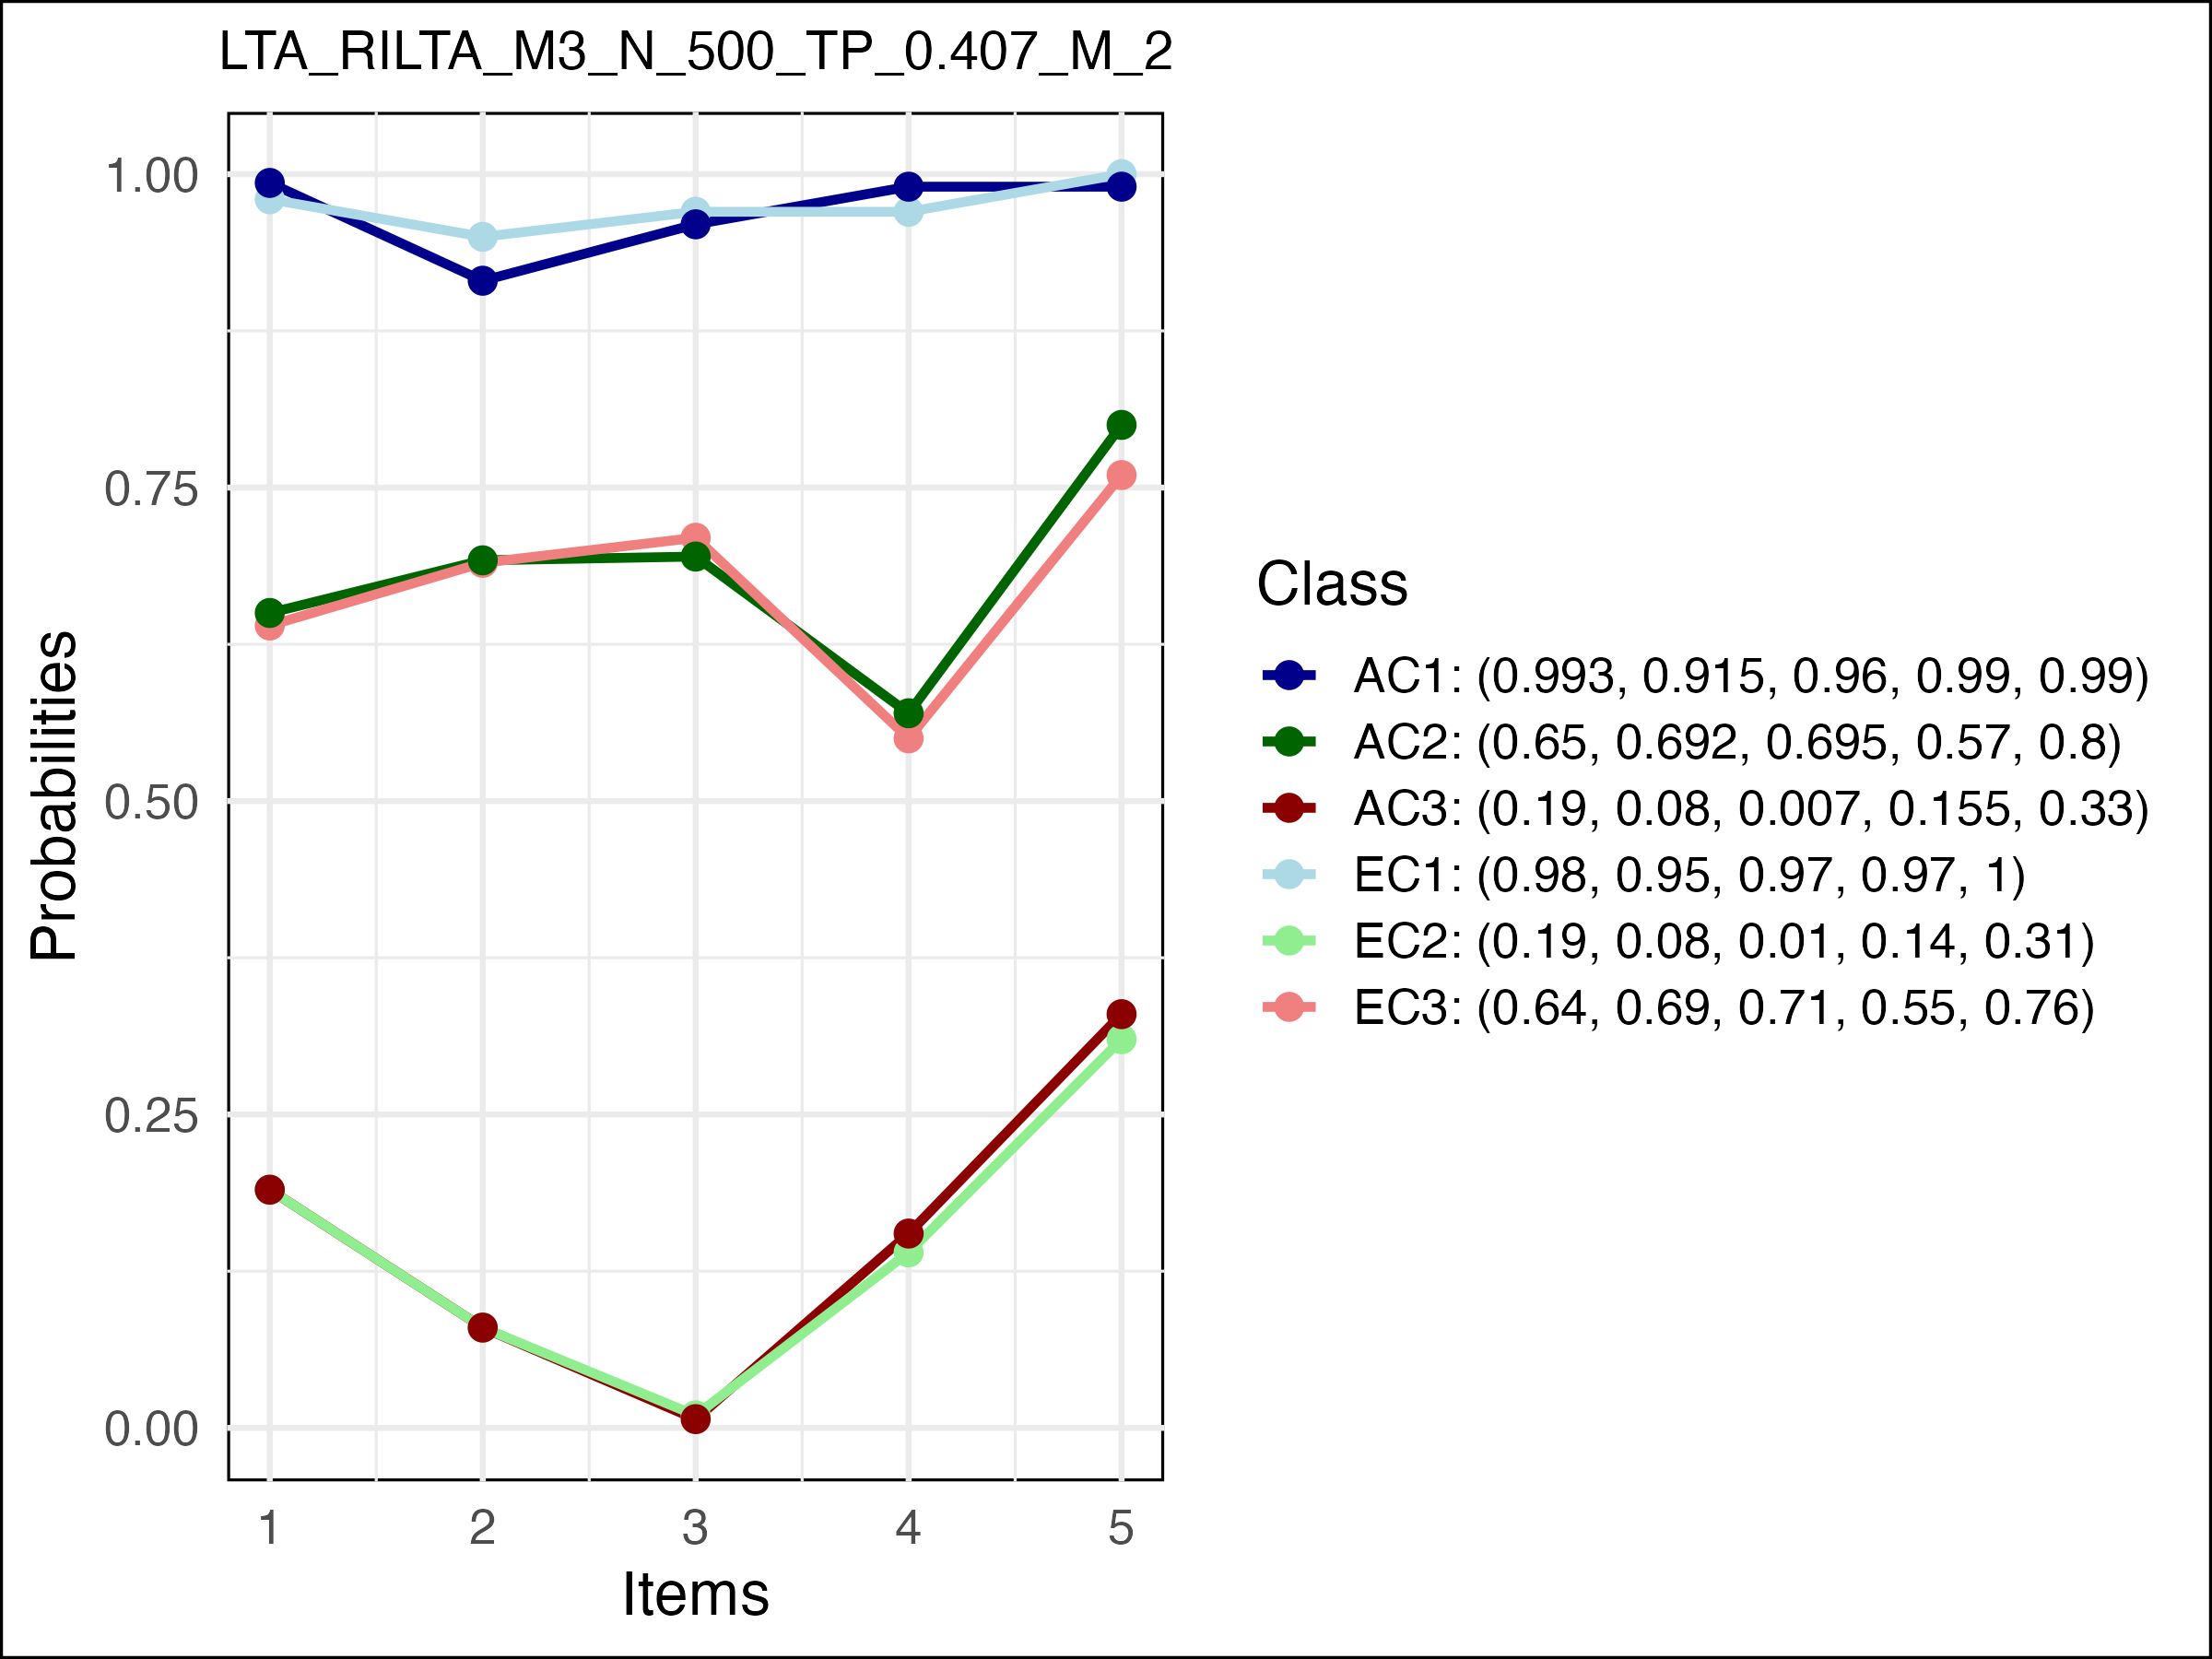 LTA_RILTA_M3_N_500_TP_0.407_M_2
1.00
0.75
0.50
0.25
0.00
Probabilities
1 2 3 4 5
Items
Class
AC1: (0.993, 0.915, 0.96, 0.99, 0.99)
AC2: (0.65, 0.692, 0.695, 0.57, 0.8)
AC3: (0.19, 0.08, 0.007, 0.155, 0.33)
EC1: (0.98, 0.95, 0.97, 0.97, 1)
EC2: (0.19, 0.08, 0.01, 0.14, 0.31)
EC3: (0.64, 0.69, 0.71, 0.55, 0.76)